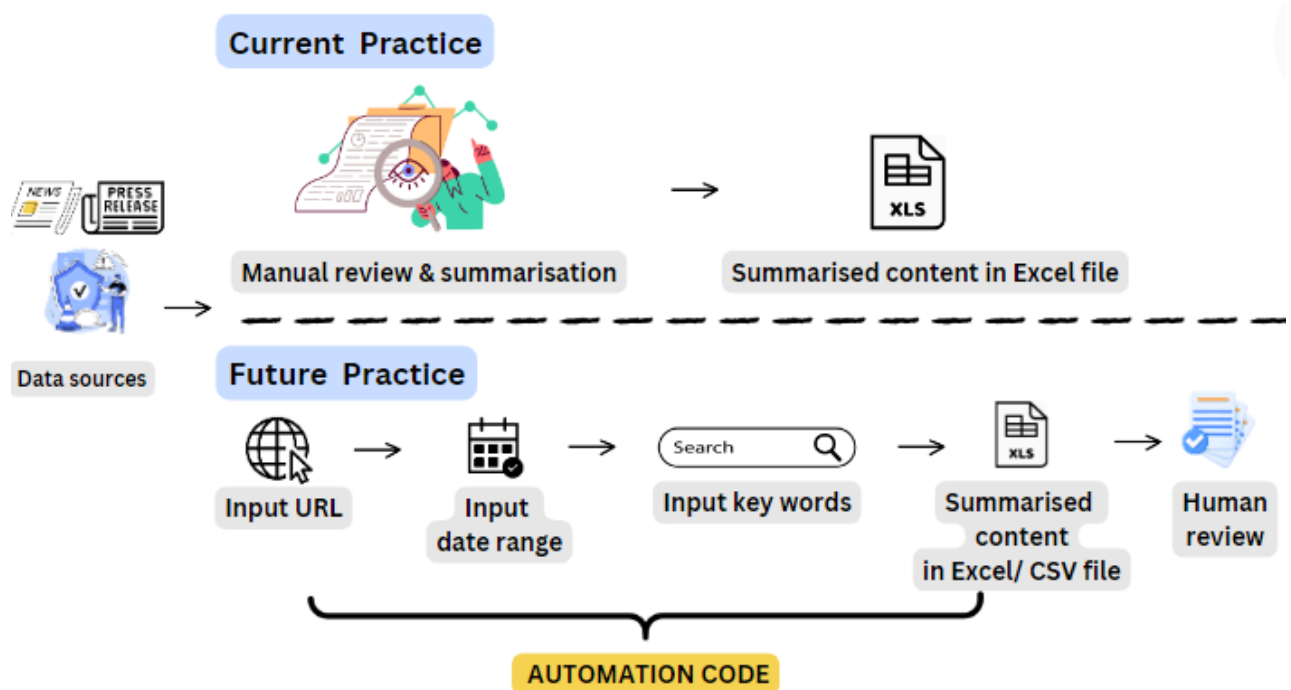 Current Practice
NEWS
PRESS
RELEASE
XLS
Manual review & summarisation
Summarised content in Excel file
Data sources
Future Practice
Search
XLS
Input URL
Input
date range
Input key words
Summarised
content
in Excel/ CSV file
Human
review
AUTOMATION CODE